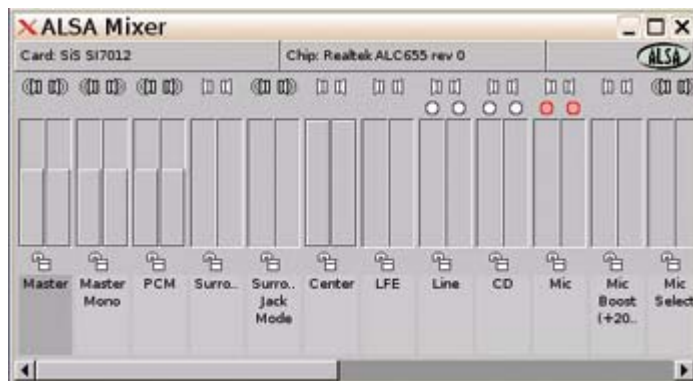 ALSA Mixer
Card: SiS SI7012
Chip: Realtek ALC655 rev 0
ALSA
Master
Master Mono
PCM
Surro..
Surro.. Jack Mode
Center
LFE
Line
CD
Mic
Mic Boost (+20..
Mic Select